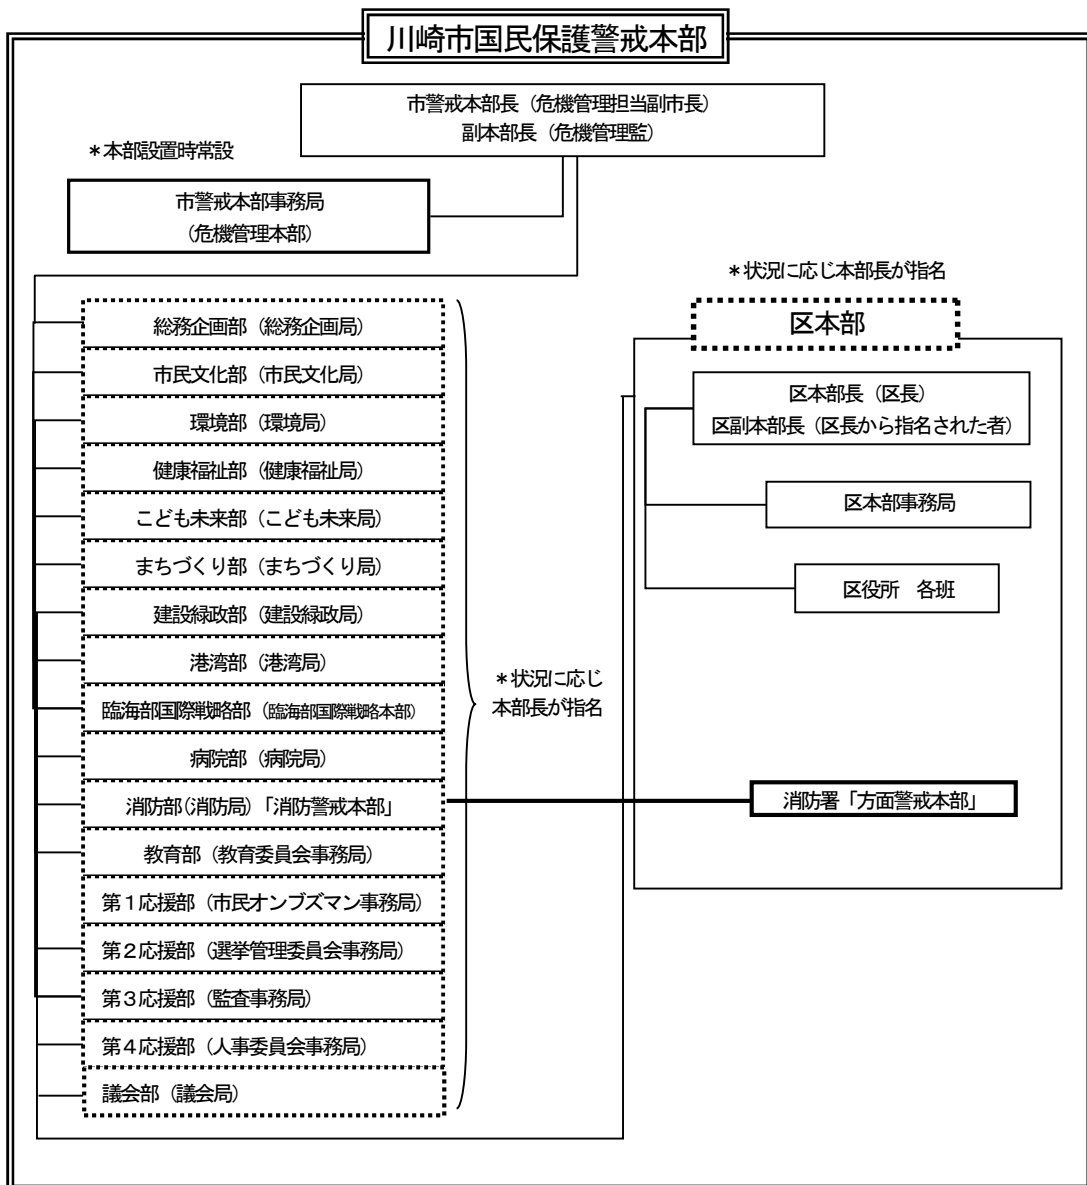 川崎市国民保護警戒本部
市警戒本部長（危機管理担当副市長）
副本部長（危機管理監）
＊本部設置時常設
市警戒本部事務局
（危機管理本部）
＊状況に応じ本部長が指名
総務企画部（総務企画局）
市民文化部（市民文化局）
環境部（環境局）
健康福祉部（健康福祉局）
こども未来部（こども未来局）
まちづくり部（まちづくり局）
建設緑政部（建設緑政局）
港湾部（港湾局）
臨海部国際戦略部（臨海部国際戦略本部）
病院部（病院局）
消防部（消防局）「消防警戒本部」
教育部（教育委員会事務局）
第１応援部（市民オンブズマン事務局）
第２応援部（選挙管理委員会事務局）
第３応援部（監査事務局）
第４応援部（人事委員会事務局）
議会部（議会局）
＊状況に応じ
本部長が指名
区本部
区本部長（区長）
区副本部長（区長から指名された者）
区本部事務局
区役所　各班
消防署「方面警戒本部」